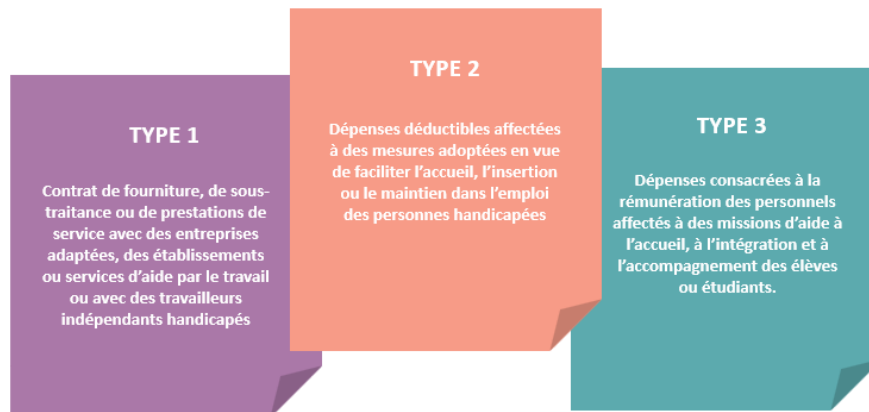 TYPE 1
Contrat de fourniture, de sous-
traitance ou de prestations de
service avec des entreprises
adaptées, des établissements
ou services d’aide par le travail
ou avec des travailleurs
indépendants handicapés
TYPE 2
Dépenses déductibles affectées
à des mesures adoptées en vue
de faciliter l’accueil, l’insertion
ou le maintien dans l’emploi
des personnes handicapées
TYPE 3
Dépenses consacrées à la
rémunération des personnels
affectés à des missions d’aide à
l’accueil, à l’intégration et à
l’accompagnement des élèves
ou étudiants.